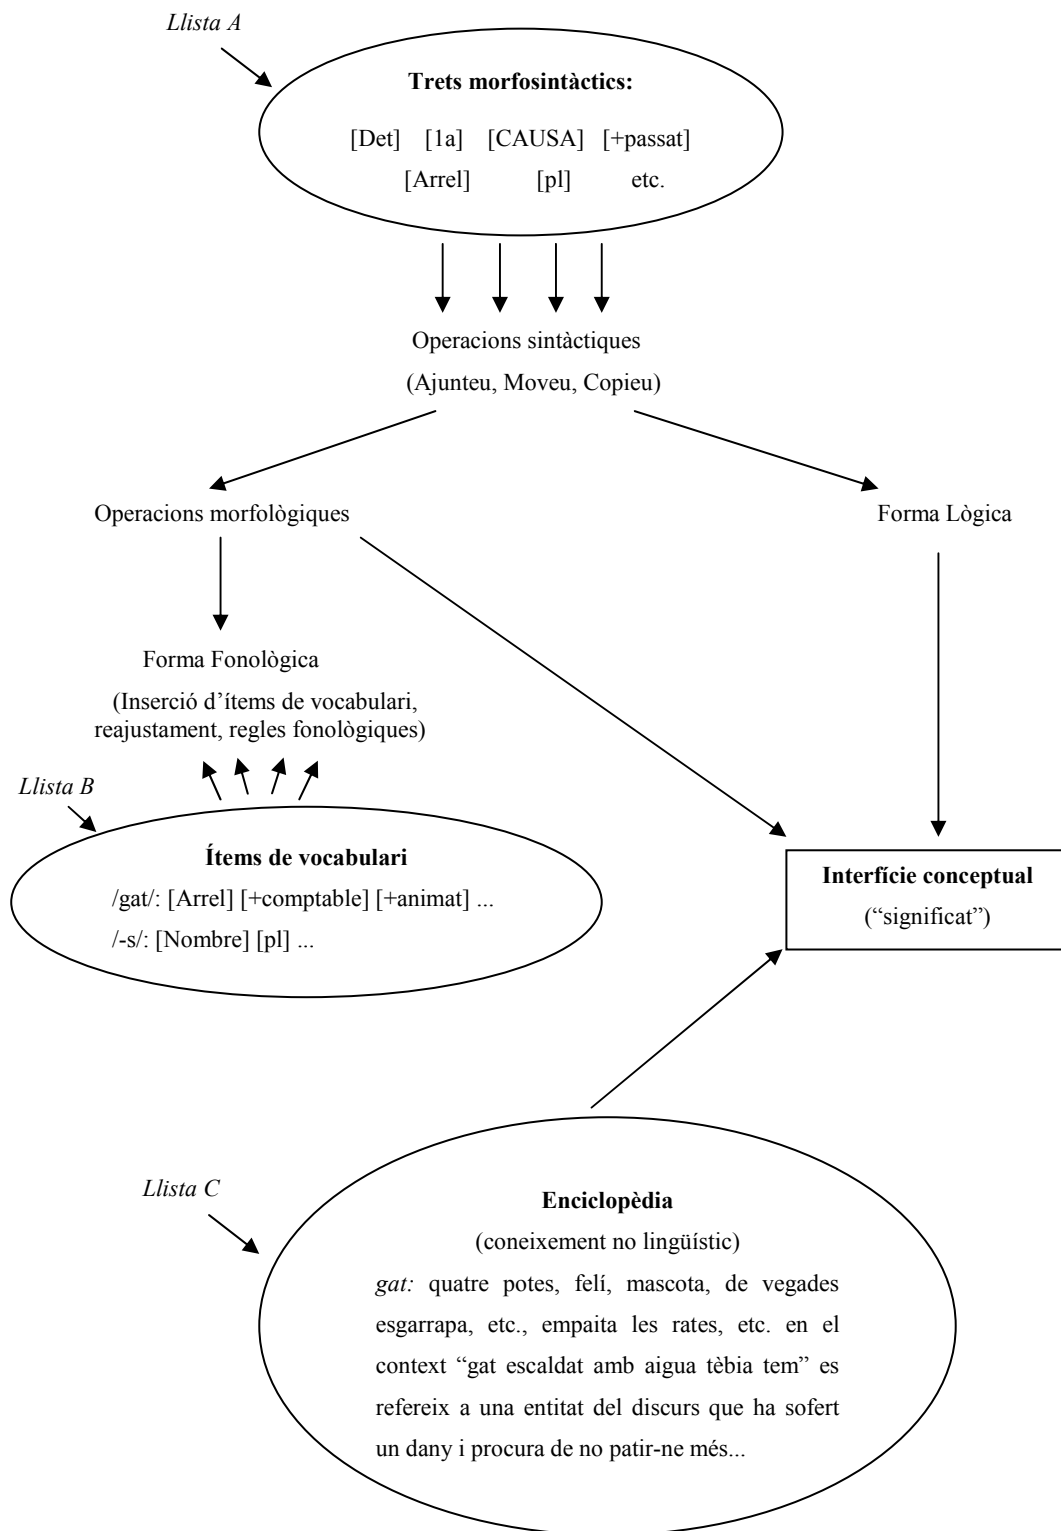 Llista A
Trets morfosintàctics:
[Det] [1a] [CAUSA] [+passat]
[Arrel] [pl] etc.
Operacions sintàctiques
(Ajunteu, Moveu, Copieu)
Operacions morfològiques
Forma Lògica
Forma Fonològica
(Inserció d’ítems de vocabulari,
reajustament, regles fonològiques)
Llista B
Ítems de vocabulari
/gat/: [Arrel] [+comptable] [+animat] ...
/-s/: [Nombre] [pl] ...
Interfície conceptual
(“significat”)
Llista C
Enciclopèdia
(coneixement no lingüístic)
gat: quatre potes, felí, mascota, de vegades
esgarrapa, etc., empaita les rates, etc. en el
context “gat escaldat amb aigua tèbia tem” es
refereix a una entitat del discurs que ha sofert
un dany i procura de no patir-ne més...